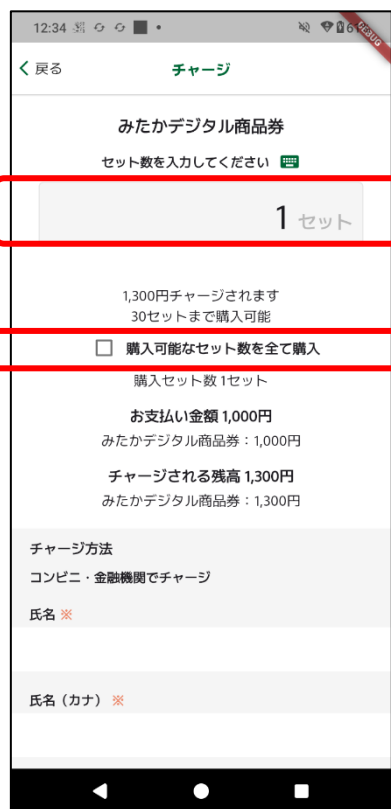 12:34
DEBUG
戻る
チャージ
みたかデジタル商品券
セット数を入力してください
1 セット
1,300円チャージされます
30セットまで購入可能
購入可能なセット数を全て購入
購入セット数 1セット
お支払い金額 1,000円
みたかデジタル商品券：1,000円
チャージされる残高 1,300円
みたかデジタル商品券：1,300円
チャージ方法
コンビニ・金融機関でチャージ
氏名 ※
氏名（カナ） ※